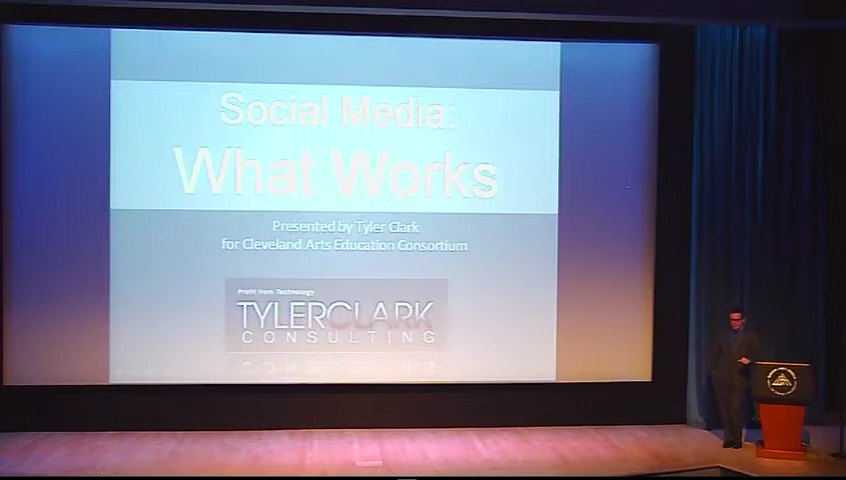 Social Media:
What Works
Presented by Tyler Clark
for Cleveland Arts Education Consortium
Profit from Technology
TYLERCLARK
CONSULTING